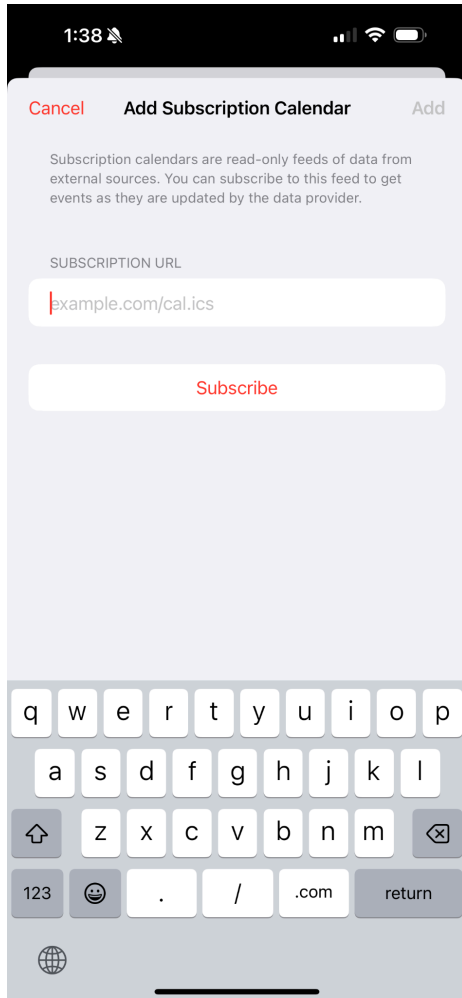 1:38
Cancel Add Subscription Calendar Add
Subscription calendars are read-only feeds of data from
external sources. You can subscribe to this feed to get
events as they are updated by the data provider.
SUBSCRIPTION URL
example.com/cal.ics
Subscribe
q w e r t y u i o p
a s d f g h j k l
z x c v b n m
123 . / .com return